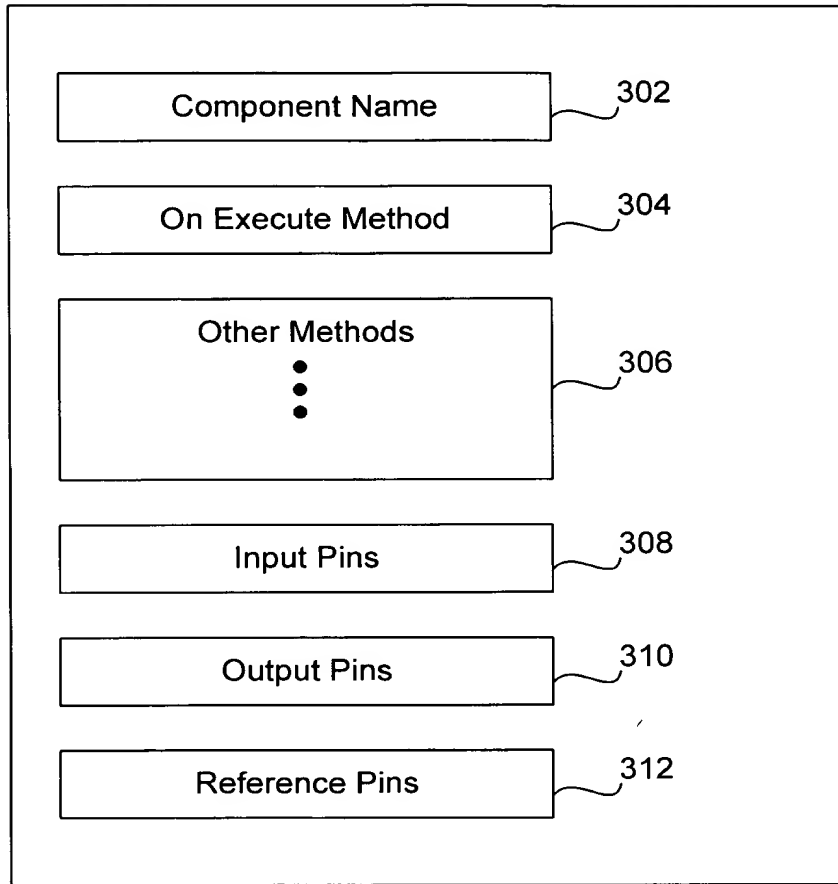 Component Name
302
On Execute Method
304
Other Methods
306
Input Pins
308
Output Pins
310
Reference Pins
312